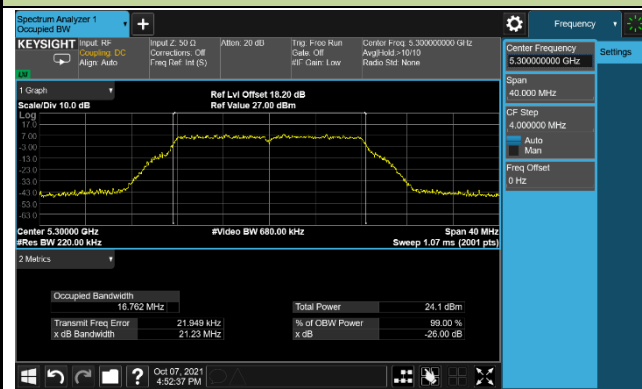 Spectrum Analyzer 1
Occupied BW
Frequency
KEYSIGHT
Input: RF
Coupling: DC
Align: Auto
Input Z: 50 Ω
Corrections: Off
Freq Ref: Int (S)
Atten: 20 dB
Trig: Free Run
Gate: Off
#IF Gain: Low
Center Freq: 5.300000000 GHz
Avg|Hold:>10/10
Radio Std: None
Center Frequency
5.300000000 GHz
Settings
Span
40.000 MHz
CF Step
4.000000 MHz
Auto
Man
Freq Offset
0 Hz
1 Graph
Scale/Div 10.0 dB
Ref Lvl Offset 18.20 dB
Ref Value 27.00 dBm
Log
17.0
7.00
-3.00
-13.0
-23.0
-33.0
-43.0
-53.0
-63.0
Center 5.30000 GHz
#Video BW 680.00 kHz
Span 40 MHz
#Res BW 220.00 kHz
Sweep 1.07 ms (2001 pts)
2 Metrics
Occupied Bandwidth
16.762 MHz
Total Power
24.1 dBm
Transmit Freq Error
21.949 kHz
% of OBW Power
99.00 %
x dB Bandwidth
21.23 MHz
x dB
-26.00 dB
?
Oct 07, 2021
4:52:37 PM